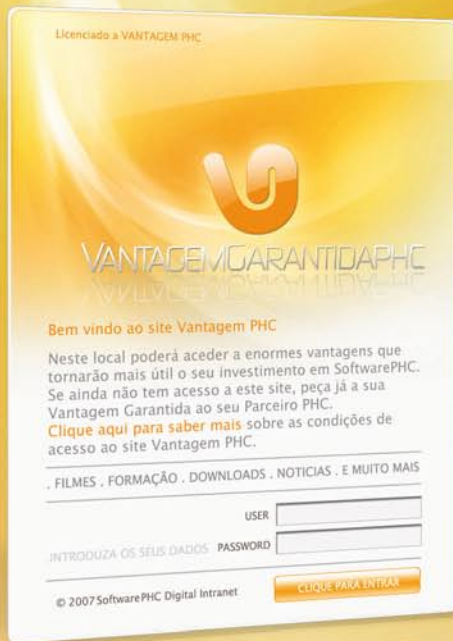 Licenciado a VANTAGEM PHC
VANTAGEMGARANTIDAPHC
Bem vindo ao site Vantagem PHC
Neste local poderá aceder a enormes vantagens que
tornarão mais útil o seu investimento em SoftwarePHC.
Se ainda não tem acesso a este site, peça já a sua
Vantagem Garantida ao seu Parceiro PHC.
Clique aqui para saber mais sobre as condições de
acesso ao site Vantagem PHC.
. FILMES . FORMAÇÃO . DOWNLOADS . NOTICIAS . E MUITO MAIS
USER
INTRODUZA OS SEUS DADOS PASSWORD
© 2007 SoftwarePHC Digital Intranet CLIQUE PARA ENTRAR